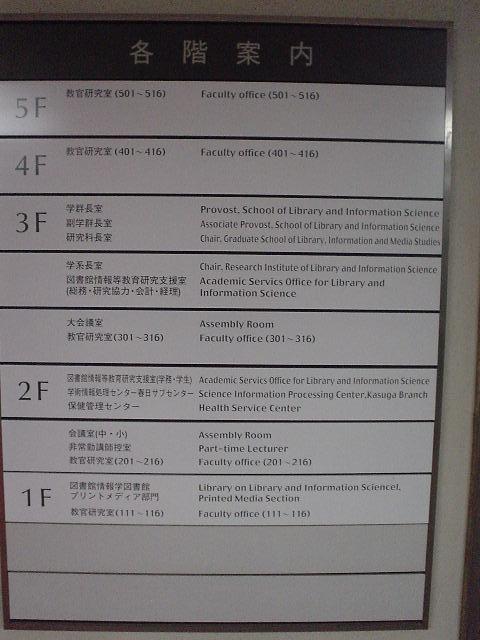 各階案内
5F 教官研究室(501~516) Faculty office (501~516)
4F 教官研究室(401~416) Faculty office (401~416)
3F 学群長室 Provost, School of Library and Information Science
副学群長室 Associate Provost, School of Library and Information Science
研究科長室 Chair, Graduate School of Library, Information and Media Studies
学系長室 Chair, Research Institute of Library and Information Science
図書館情報等教育研究支援室 Academic Servics Office for Library and
(総務・研究協力・会計・経理) Information Science
大会議室 Assembly Room
教官研究室(301~316) Faculty office (301~316)
2F 図書館情報等教育研究支援室(学務・学生) Academic Servics Office for Library and Information Science
学術情報処理センター春日サブセンター Science Information Processing Center,Kasuga Branch
保健管理センター Health Service Center
会議室(中・小) Assembly Room
非常勤講師控室 Part-time Lecturer
教官研究室(201~216) Faculty office (201~216)
1F 図書館情報学図書館 Library on Library and Information Sciencel,
プリントメディア部門 Printed Media Section
教官研究室(111~116) Faculty office (111~116)